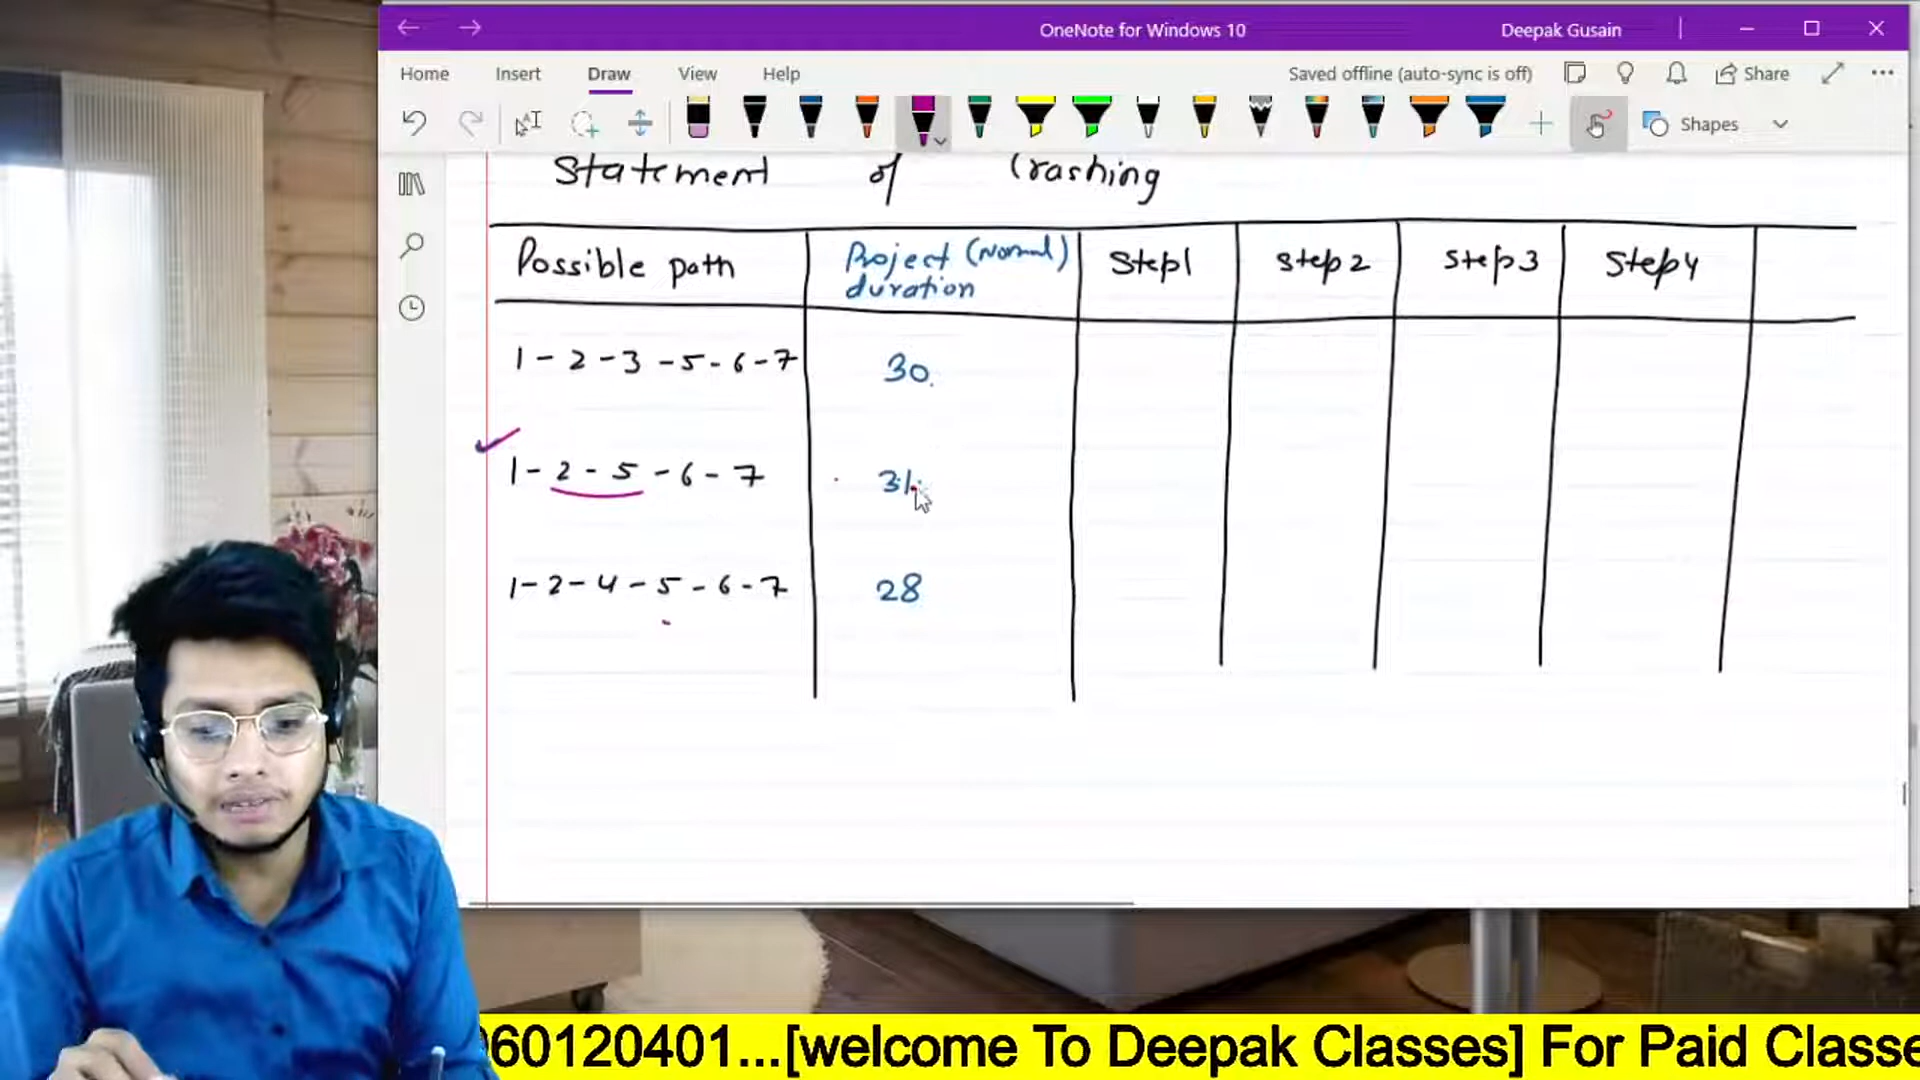 OneNote for Windows 10
Deepak Gusain
Home Insert Draw View Help
Saved offline (auto-sync is off)
Share
Shapes
Statement of Crashing
Possible path
Project (Normal) duration
Step1
Step2
Step3
Step4
1 - 2 - 3 - 5 - 6 - 7
30.
1 - 2 - 5 - 6 - 7
31
1 - 2 - 4 - 5 - 6 - 7
28
060120401...[welcome To Deepak Classes] For Paid Classe